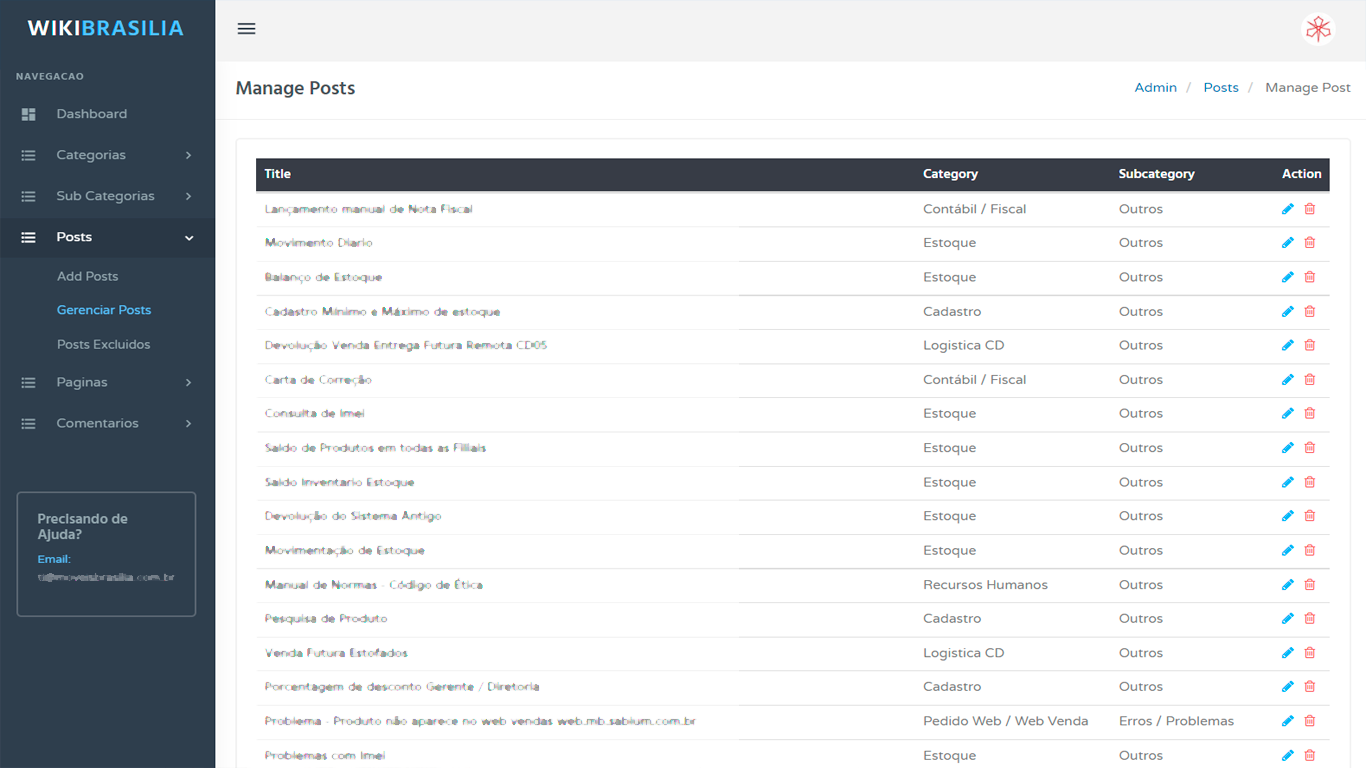 WIKIBRASILIA
NAVEGACAO
Dashboard
Categorias
Sub Categorias
Posts
Add Posts
Gerenciar Posts
Posts Excluidos
Paginas
Comentarios
Precisando de
Ajuda?
Email:
ti@moveisbrasilia.com.br
Manage Posts
Admin / Posts / Manage Post
Title Category Subcategory Action
Lançamento manual de Nota Fiscal Contábil / Fiscal Outros
Movimento Diario Estoque Outros
Balanço de Estoque Estoque Outros
Cadastro Mínimo e Máximo de estoque Cadastro Outros
Devolução Venda Entrega Futura Remota CD05 Logistica CD Outros
Carta de Correção Contábil / Fiscal Outros
Consulta de Imei Estoque Outros
Saldo de Produtos em todas as Filiais Estoque Outros
Saldo Inventario Estoque Estoque Outros
Devolução do Sistema Antigo Estoque Outros
Movimentação de Estoque Estoque Outros
Manual de Normas - Código de Ética Recursos Humanos Outros
Pesquisa de Produto Cadastro Outros
Venda Futura Estofados Logistica CD Outros
Porcentagem de desconto Gerente / Diretoria Cadastro Outros
Problema - Produto não aparece no web vendas web.mb.sabium.com.br Pedido Web / Web Venda Erros / Problemas
Problemas com Imei Estoque Outros